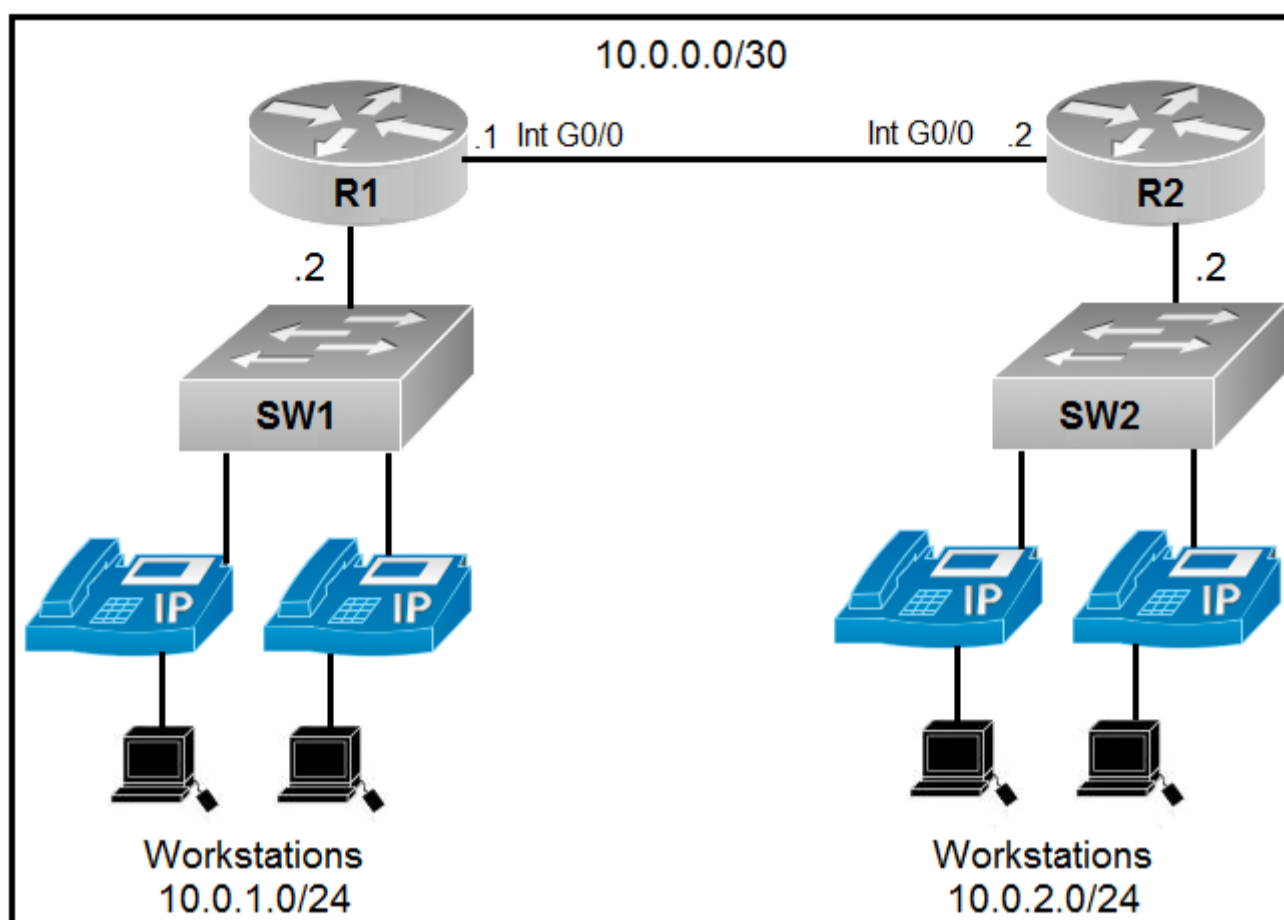 10.0.0.0/30
.1 Int G0/0
Int G0/0 .2
R1
R2
.2
.2
SW1
SW2
IP
IP
IP
IP
Workstations
10.0.1.0/24
Workstations
10.0.2.0/24